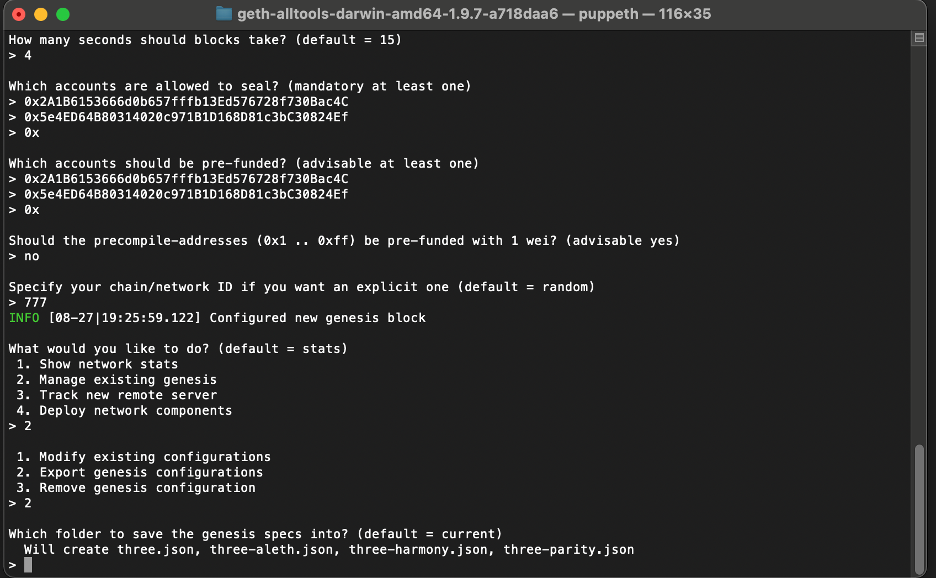 geth-alltools-darwin-amd64-1.9.7-a718daa6 — puppeth — 116×35
How many seconds should blocks take? (default = 15)
> 4
Which accounts are allowed to seal? (mandatory at least one)
> 0x2A1B6153666d0b657fffb13Ed576728f730Bac4C
> 0x5e4ED64B80314020c971B1D168D81c3bC30824Ef
> 0x
Which accounts should be pre-funded? (advisable at least one)
> 0x2A1B6153666d0b657fffb13Ed576728f730Bac4C
> 0x5e4ED64B80314020c971B1D168D81c3bC30824Ef
> 0x
Should the precompile-addresses (0x1 .. 0xff) be pre-funded with 1 wei? (advisable yes)
> no
Specify your chain/network ID if you want an explicit one (default = random)
> 777
INFO [08-27|19:25:59.122] Configured new genesis block
What would you like to do? (default = stats)
1. Show network stats
2. Manage existing genesis
3. Track new remote server
4. Deploy network components
> 2
1. Modify existing configurations
2. Export genesis configurations
3. Remove genesis configuration
> 2
Which folder to save the genesis specs into? (default = current)
Will create three.json, three-aleth.json, three-harmony.json, three-parity.json
>